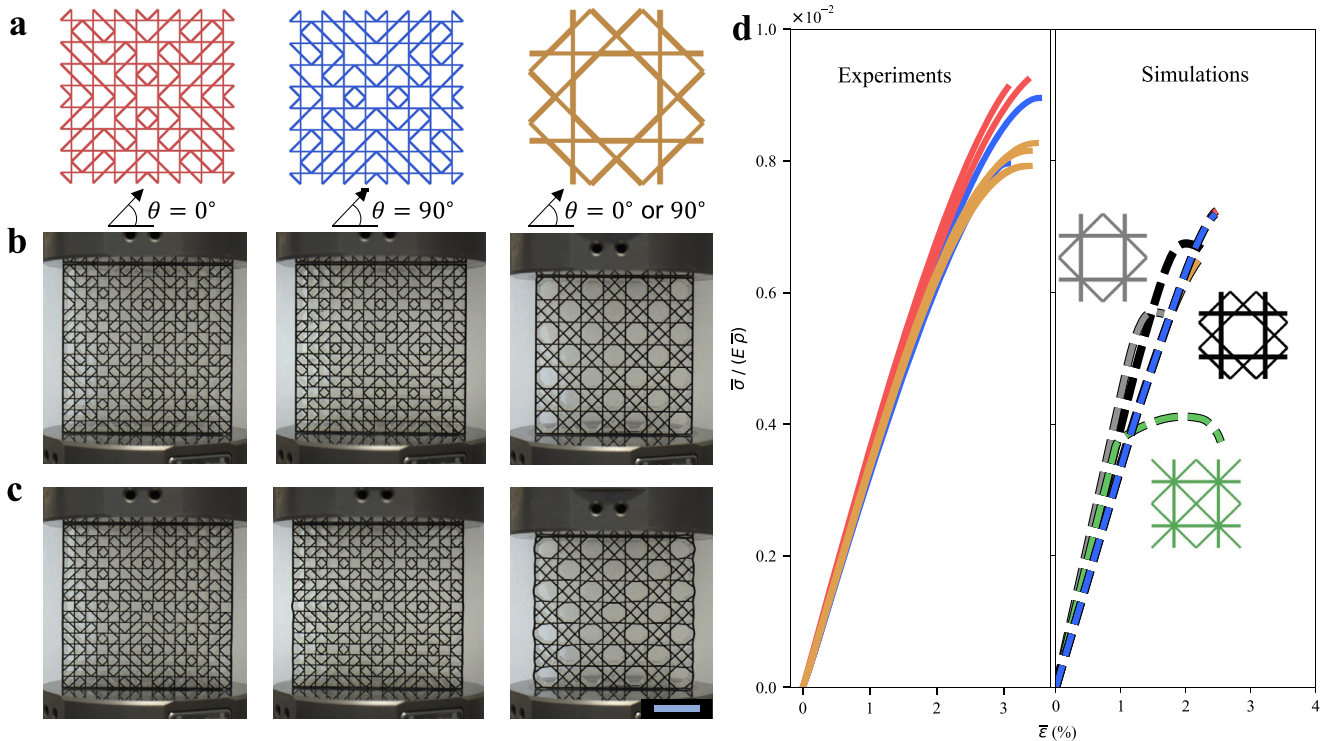 a
θ = 0°
θ = 90°
θ = 0° or 90°
b
c
d
×10⁻²
1.0
0.8
0.6
0.4
0.2
0.0
σ̅ / (E ρ̅)
Experiments
Simulations
0
1
2
3
0
1
2
3
4
ε̅ (%)